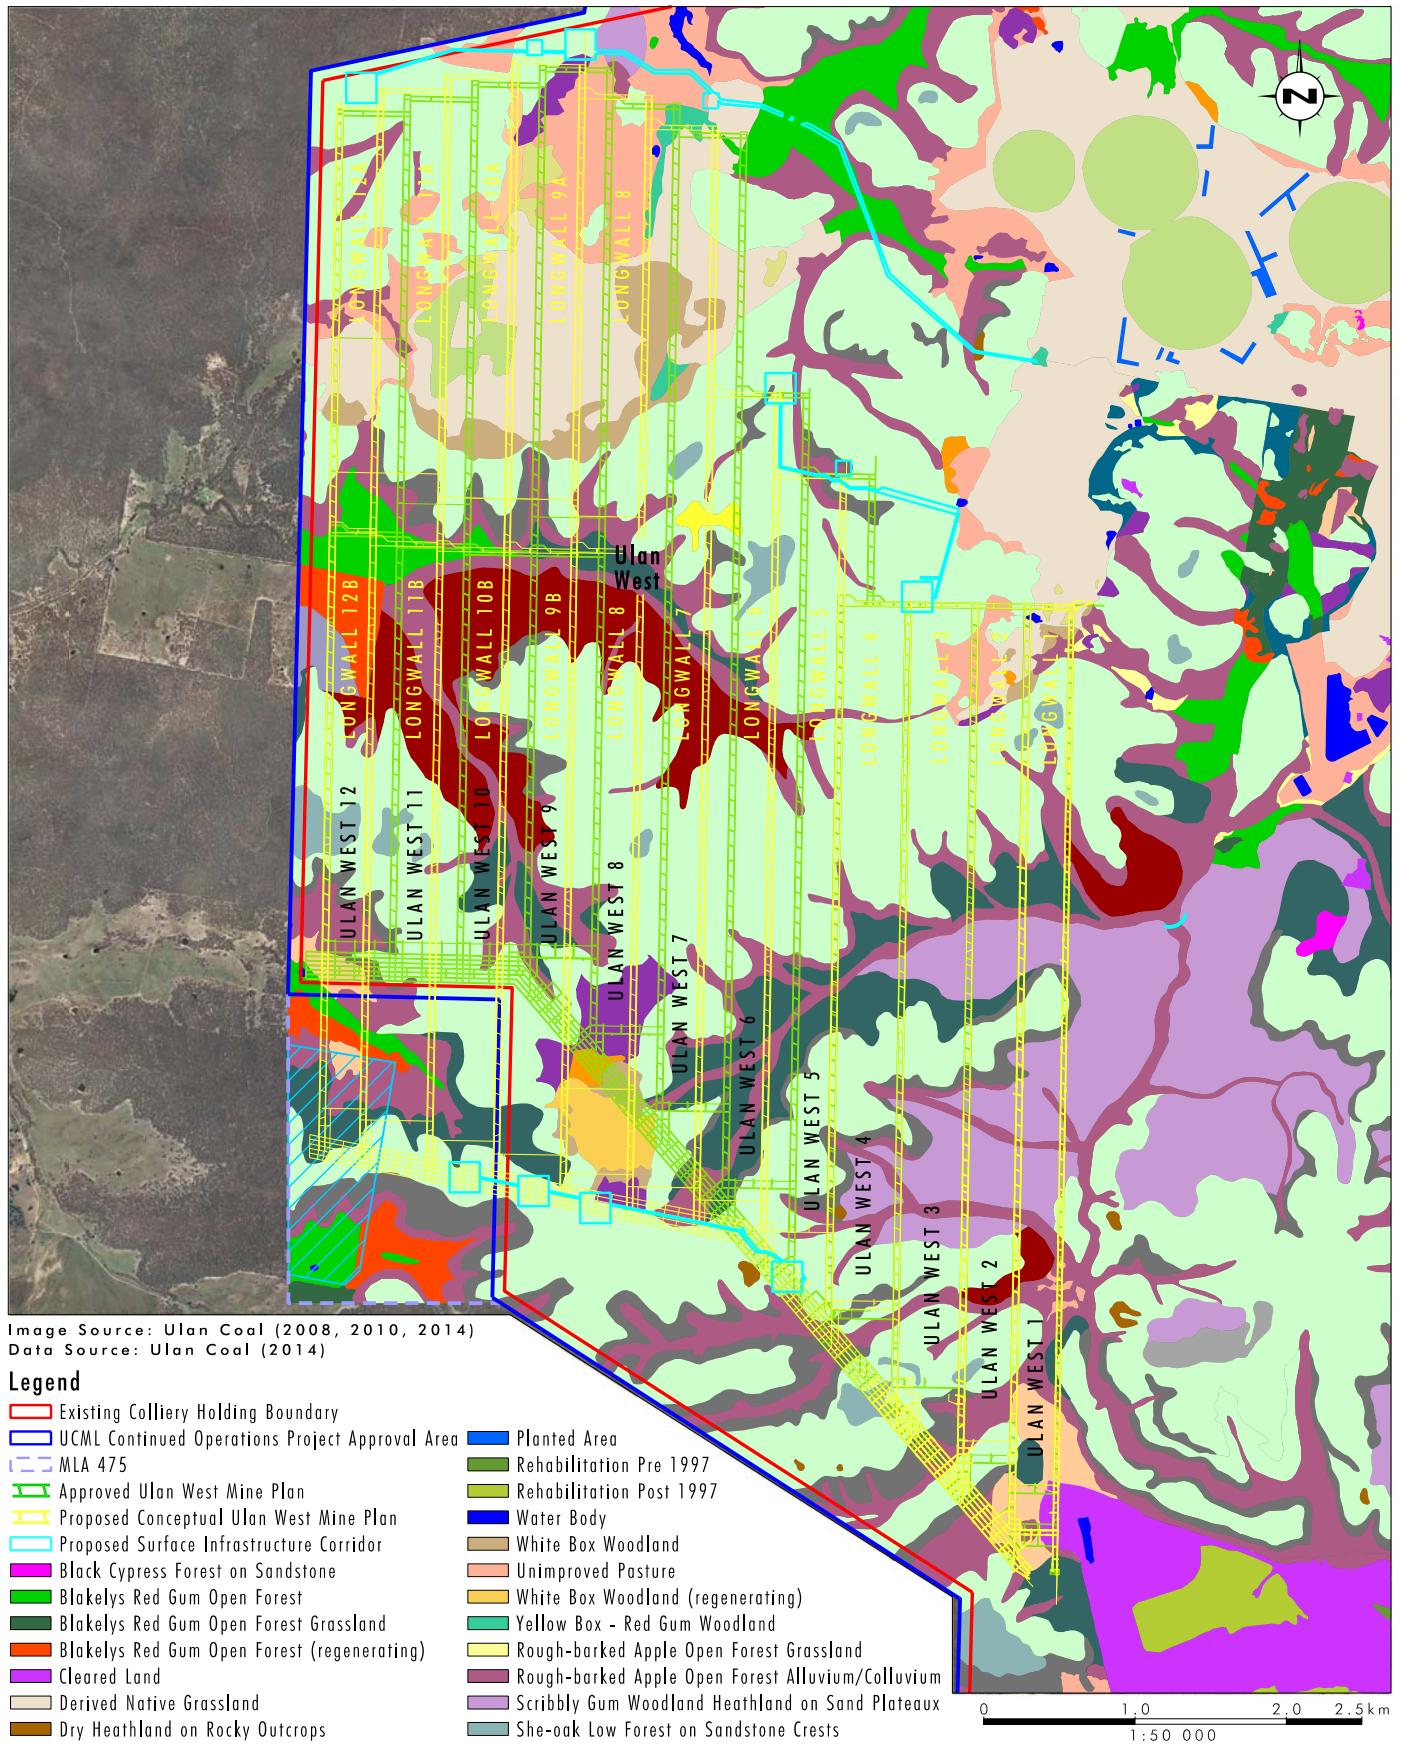 N
LONGWALL 12A
LONGWALL 11A
LONGWALL 10A
LONGWALL 9A
LONGWALL 8
Ulan
West
LONGWALL 12B
LONGWALL 11B
LONGWALL 10B
LONGWALL 9B
LONGWALL 8
LONGWALL 7
LONGWALL 6
LONGWALL 5
LONGWALL 4
LONGWALL 3
LONGWALL 2
LONGWALL 1
ULAN WEST 12
ULAN WEST 11
ULAN WEST 10
ULAN WEST 9
ULAN WEST 8
ULAN WEST 7
ULAN WEST 6
ULAN WEST 5
ULAN WEST 4
ULAN WEST 3
ULAN WEST 2
ULAN WEST 1
Image Source: Ulan Coal (2008, 2010, 2014)
Data Source: Ulan Coal (2014)
Legend
Existing Colliery Holding Boundary
UCML Continued Operations Project Approval Area
MLA 475
Approved Ulan West Mine Plan
Proposed Conceptual Ulan West Mine Plan
Proposed Surface Infrastructure Corridor
Black Cypress Forest on Sandstone
Blakelys Red Gum Open Forest
Blakelys Red Gum Open Forest Grassland
Blakelys Red Gum Open Forest (regenerating)
Cleared Land
Derived Native Grassland
Dry Heathland on Rocky Outcrops
Planted Area
Rehabilitation Pre 1997
Rehabilitation Post 1997
Water Body
White Box Woodland
Unimproved Pasture
White Box Woodland (regenerating)
Yellow Box - Red Gum Woodland
Rough-barked Apple Open Forest Grassland
Rough-barked Apple Open Forest Alluvium/Colluvium
Scribbly Gum Woodland Heathland on Sand Plateaux
She-oak Low Forest on Sandstone Crests
0 1.0 2.0 2.5km
1:50 000